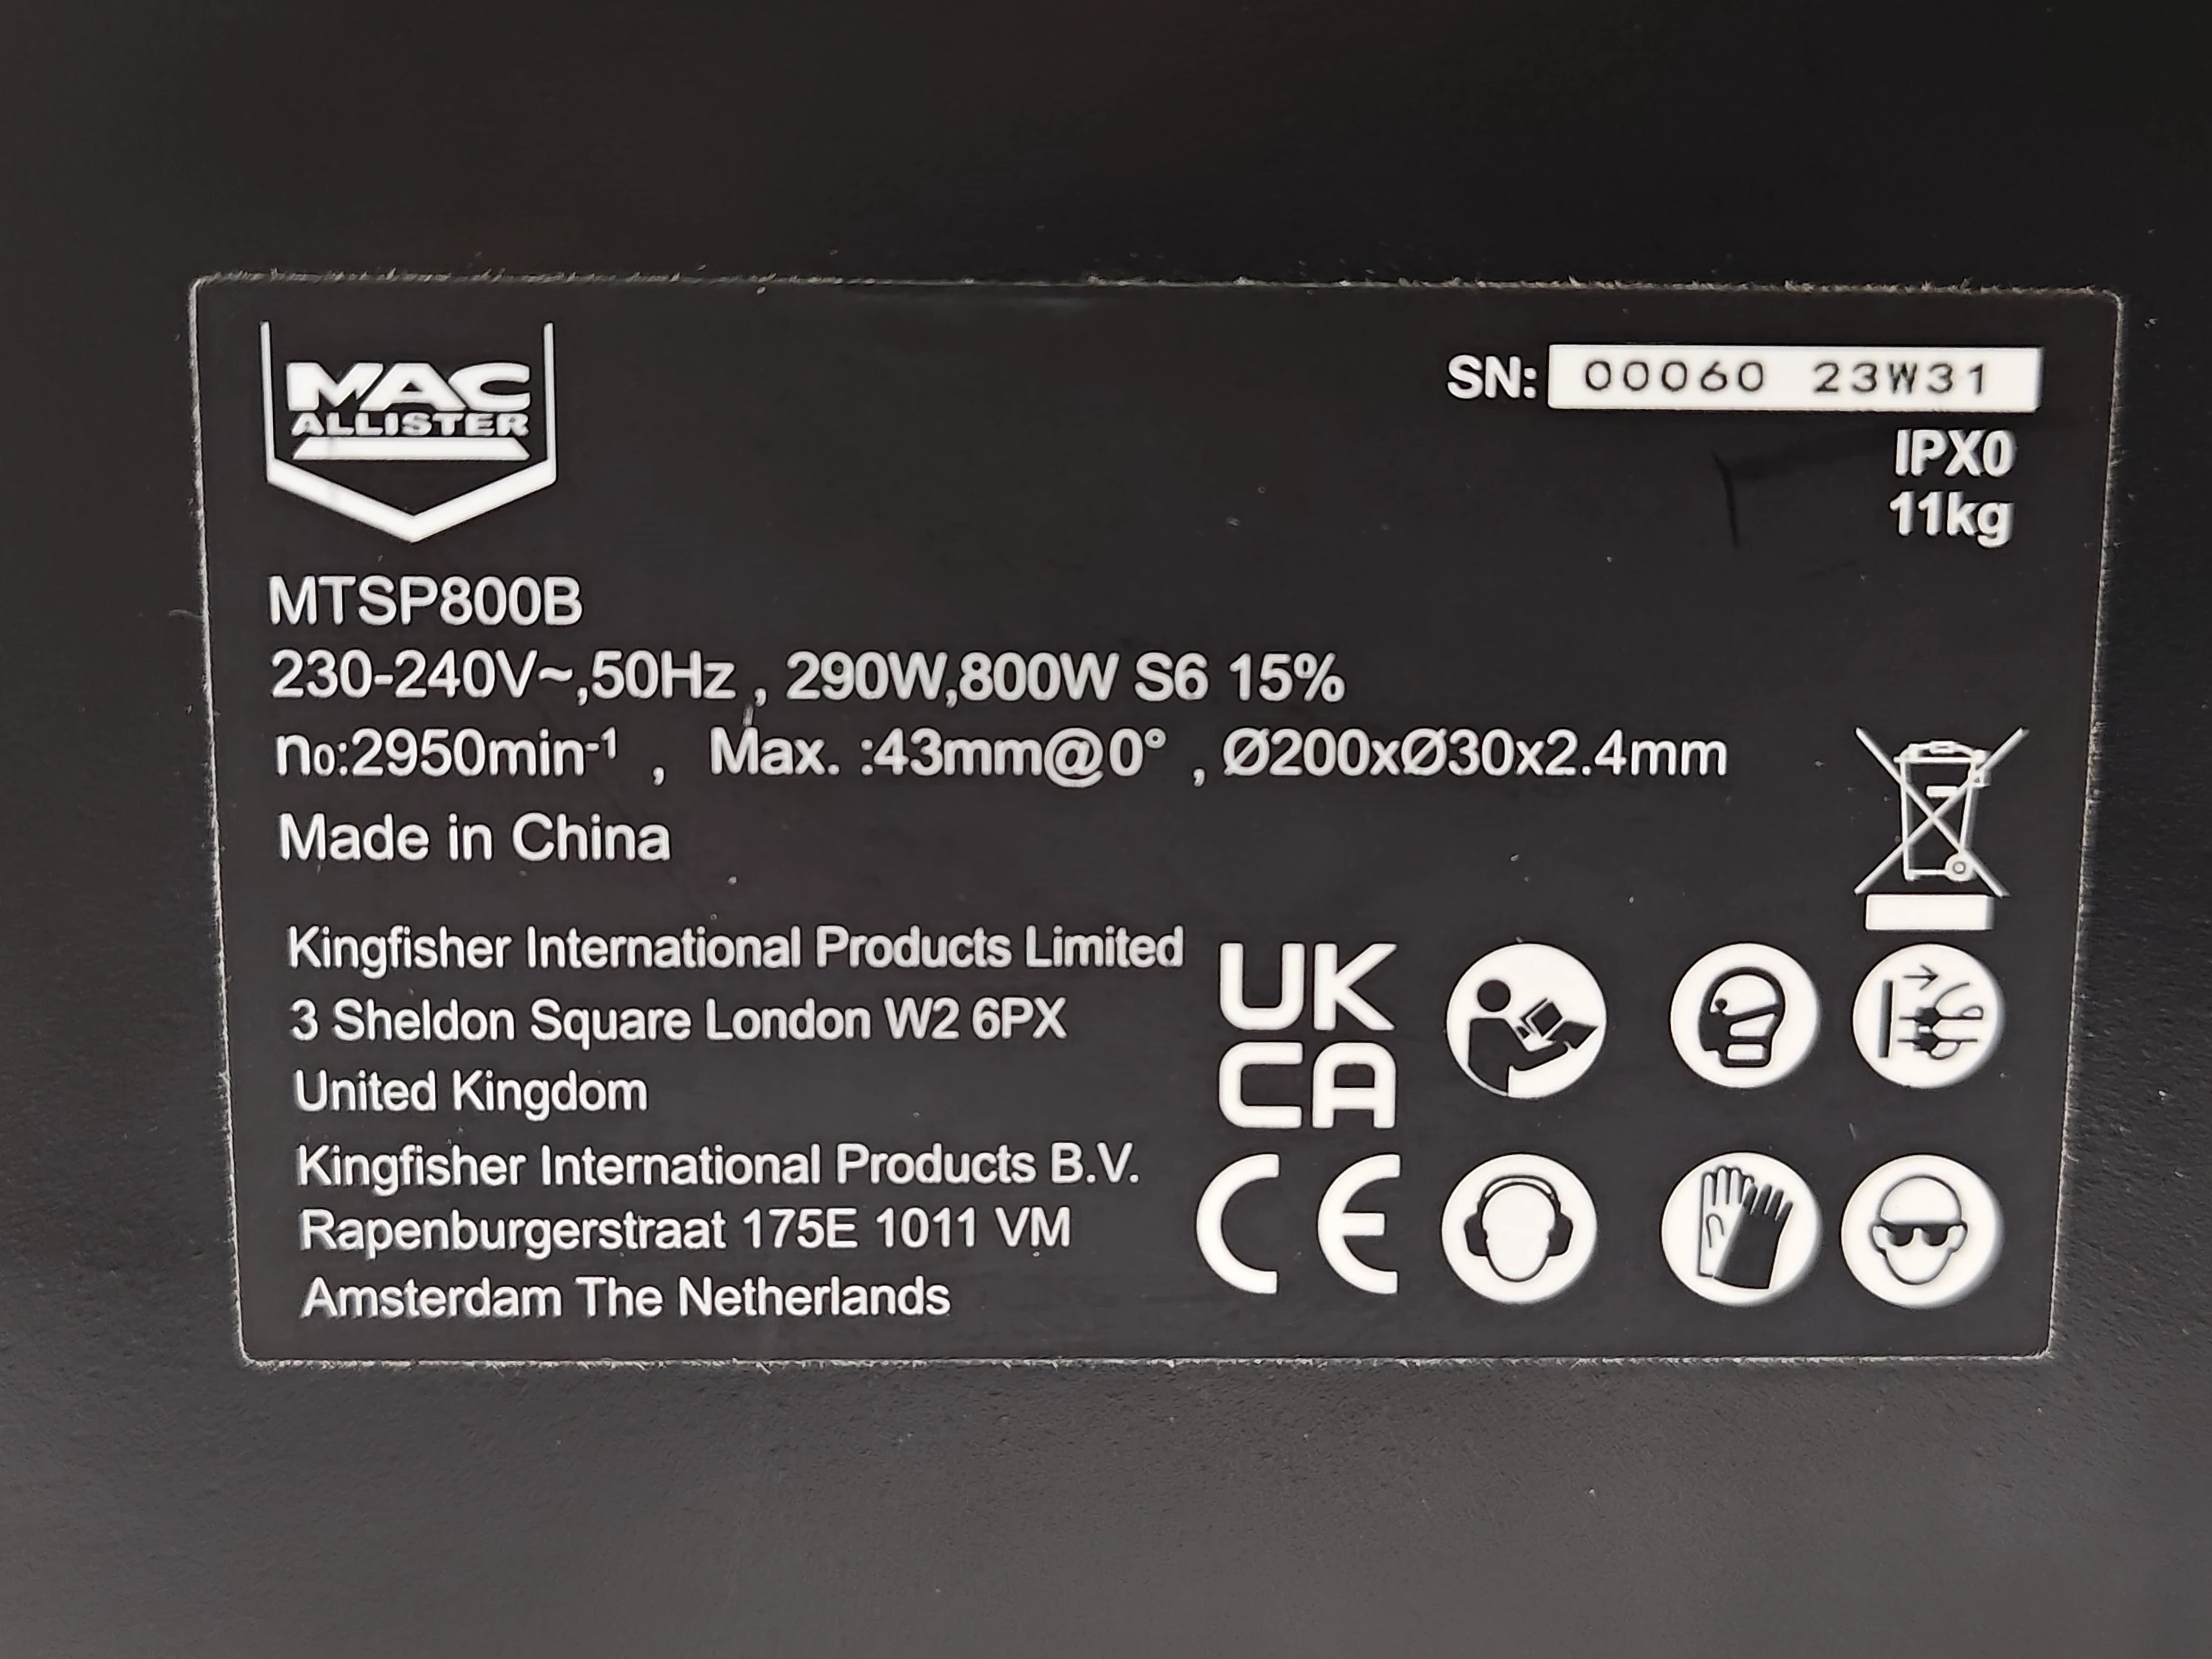 MAC
ALLISTER
SN: 00060 23W31
IPX0
11kg
MTSP800B
230-240V~,50Hz , 290W,800W S6 15%
n₀:2950min⁻¹ , Max. :43mm@0° , Ø200xØ30x2.4mm
Made in China
Kingfisher International Products Limited
3 Sheldon Square London W2 6PX
United Kingdom
Kingfisher International Products B.V.
Rapenburgerstraat 175E 1011 VM
Amsterdam The Netherlands
UK
CA
CE